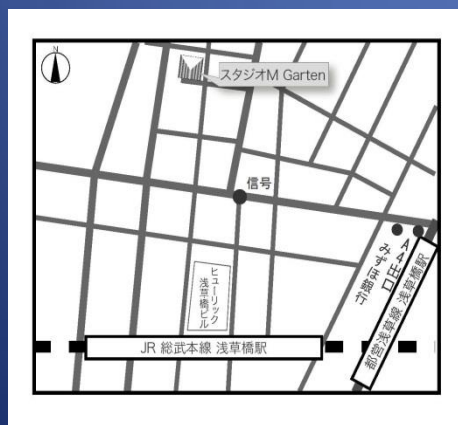 N
スタジオM Garten
信号
A4出口
みずほ銀行
ヒューリック
浅草橋ビル
都営浅草線 浅草橋駅
JR 総武本線 浅草橋駅